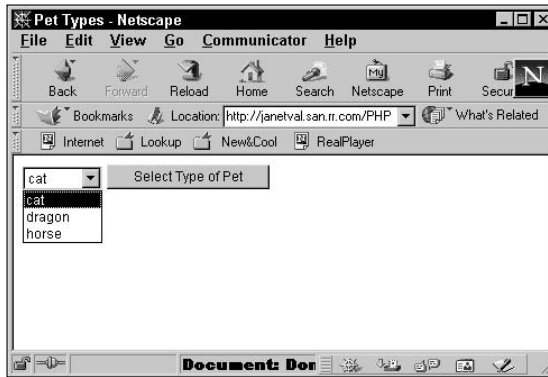 Pet Types - Netscape
File Edit View Go Communicator Help
N
My
Back Forward Reload Home Search Netscape Print Secur
Bookmarks Location: http://janetval.san.rr.com/PHP What's Related
Internet Lookup New&Cool RealPlayer
cat Select Type of Pet
cat
dragon
horse
Document: Don